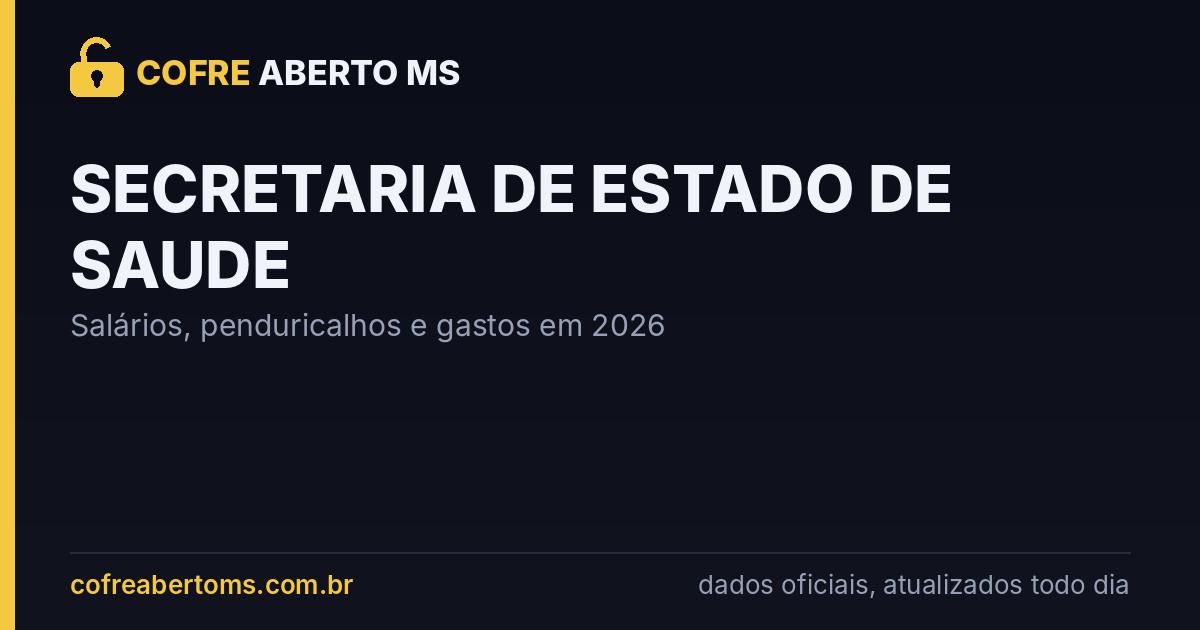 COFRE ABERTO MS
SECRETARIA DE ESTADO DE
SAUDE
Salários, penduricalhos e gastos em 2026
cofreabertoms.com.br
dados oficiais, atualizados todo dia